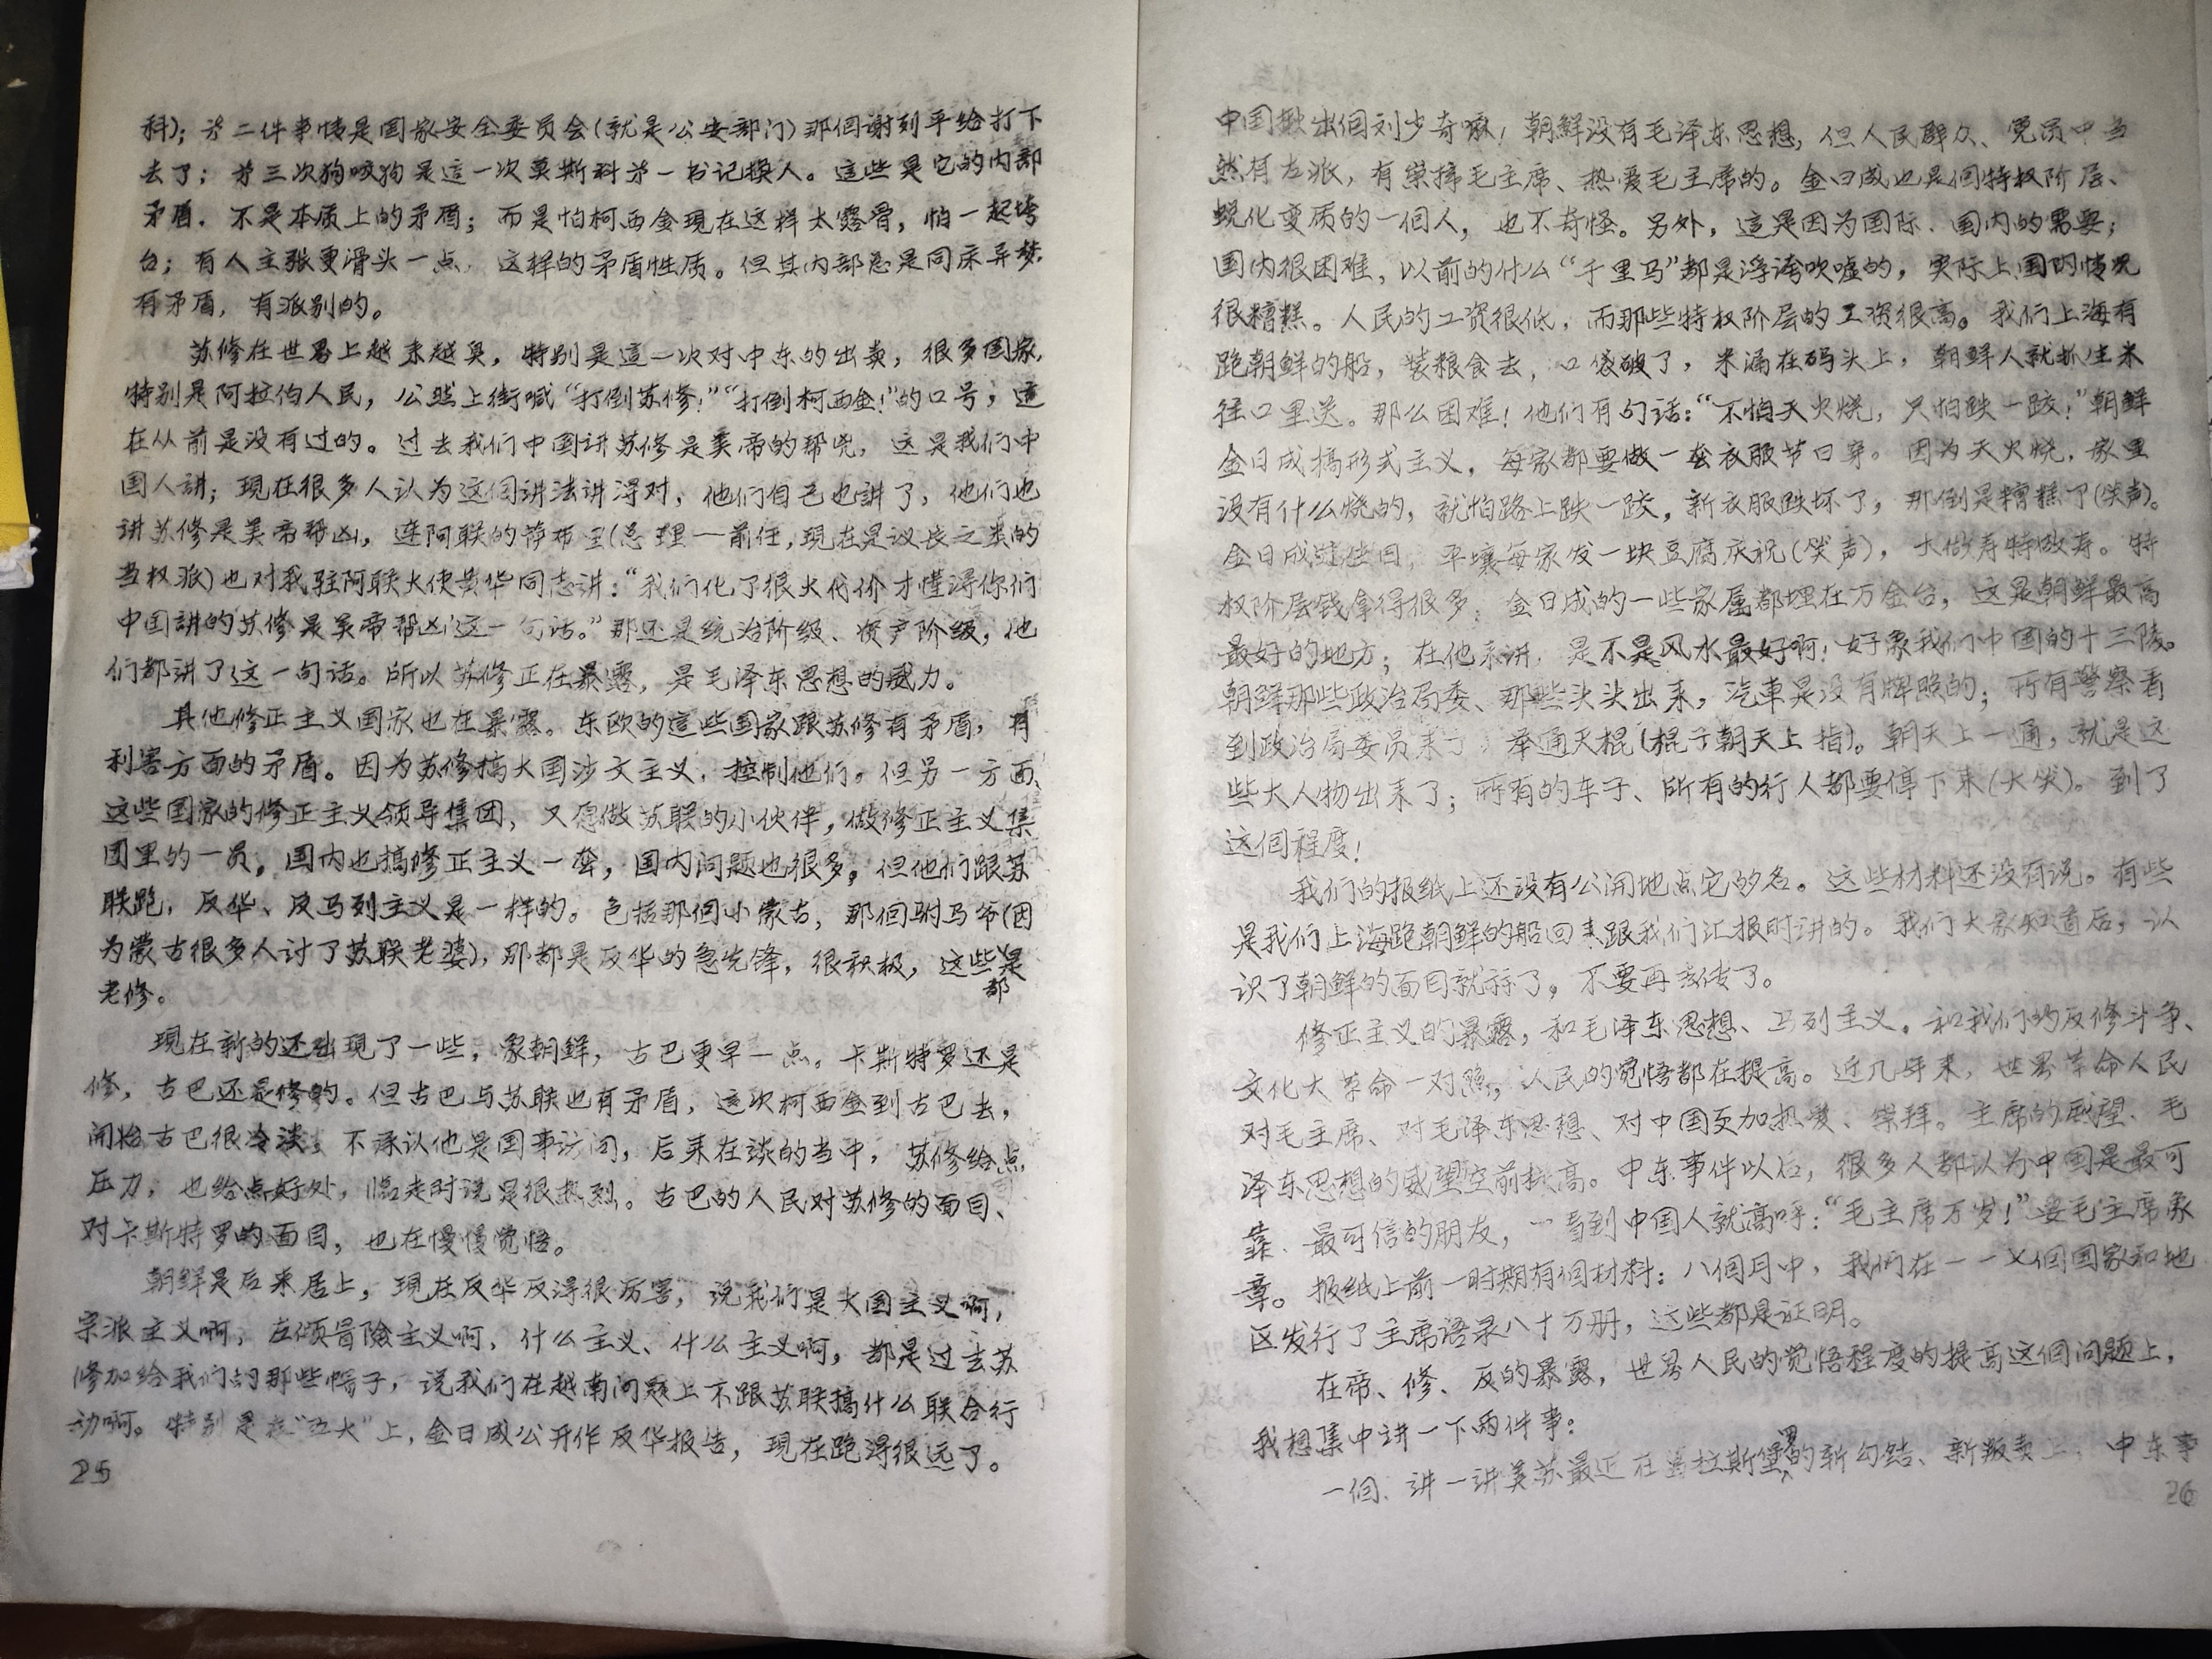 科）；第二件事情是国家安全委员会（就是公安部门）那個谢列平给打下
去了；第三次狗咬狗是這一次莫斯科第一书记换人。這些是它的内部
矛盾．不是本质上的矛盾；而是怕柯西金現在这样太露骨，怕一起垮
台；有人主张更滑头一点，这样的矛盾性质。但其内部总是同床异梦，
有矛盾，有派别的。
苏修在世界上越来越臭，特别是這一次对中东的出卖，很多国家，
特别是阿拉伯人民，公然上街喊“打倒苏修！”“打倒柯西金！”的口号，這
在从前是没有过的。过去我们中国讲苏修是美帝的帮兇，这是我们中
国人講；現在很多人认为这個讲法讲得对，他们自己也講了，他们也
讲苏修是美帝帮凶，连阿联的萨布里（总理一前任，現在是议长之类的
当权派）也对我驻阿联大使黄华同志讲：“我们化了很大代价才懂得你们
中国講的‘苏修是美帝帮凶’这一句话。”那还是统治阶级、资产阶级，他
们都讲了这一句话。所以苏修正在暴露，是毛泽东思想的威力。
其他修正主义国家也在暴露。东欧的這些国家跟苏修有矛盾，有
利害方面的矛盾。因为苏修搞大国沙文主义，控制他们。但另一方面，
这些国家的修正主义领导集团，又愿做苏联的小伙伴，做修正主义集
团里的一员，国内也搞修正主义一套，国内问题也很多，但他们跟苏
联跑，反华、反马列主义是一样的。包括那個小蒙古，那個駙马爷（因
为蒙古很多人讨了苏联老婆），那都是反华的急先锋，很积极，这些都是
老修。
現在新的还出現了一些，象朝鲜，古巴更早一点。卡斯特罗还是
修，古巴还是修的。但古巴与苏联也有矛盾，这次柯西金到古巴去，
開始古巴很冷淡，不承认他是国事访问，后来在谈的当中，苏修给点
压力，也给点好处，临走时说是很热烈。古巴的人民对苏修的面目、
对卡斯特罗的面目，也在慢慢觉悟。
朝鲜是后来居上，現在反华反得很厉害，说我们是大国主义啊，
宗派主义啊，左倾冒險主义啊，什么主义、什么主义啊，都是过去苏
修加给我们的那些帽子，说我们在越南问题上不跟苏联搞什么联合行
动啊。特别是在“五大”上，金日成公开作反华报告，現在跑得很远了。
25
中国揪出個刘少奇嘛！朝鲜没有毛泽东思想，但人民群众、党员中当
然有左派，有崇拜毛主席、热爱毛主席的。金日成也是個特权阶层、
蜕化变质的一個人，也不奇怪。另外，這是因为国际、国内的需要；
国内很困难，以前的什么“千里马”都是浮誇吹嘘的，实际上国内情况
很糟糕。人民的工资很低，而那些特权阶层的工资很高。我们上海有
跑朝鲜的船，装粮食去，口袋破了，米漏在码头上，朝鲜人就抓生米
往口里送。那么困难！他们有句话：“不怕天火烧，只怕跌一跤！”朝鲜
金日成搞形式主义，每家都要做一套衣服节日穿。因为天火烧，家里
没有什么烧的，就怕路上跌一跤，新衣服跌坏了，那倒是糟糕了（笑声）。
金日成过生日，平壤每家发一块豆腐庆祝（笑声），大做寿特做寿。特
权阶层钱拿得很多；金日成的一些家属都埋在万金台，这是朝鲜最高
最好的地方；在他来讲，是不是风水最好啊！好象我们中国的十三陵。
朝鲜那些政治局委、那些头头出来，汽车是没有牌照的；所有警察看
到政治局委员来了，举通天棍（棍子朝天上指）。朝天上一通，就是这
些大人物出来了；所有的车子、所有的行人都要停下来（大笑）。到了
这個程度！
我们的报纸上还没有公開地点它的名。这些材料还没有说。有些
是我们上海跑朝鲜的船回来跟我们汇报时讲的。我们大家知道后，认
识了朝鲜的面目就行了，不要再去传了。
修正主义的暴露，和毛泽东思想、马列主义，和我们的反修斗争、
文化大革命一对照，人民的觉悟都在提高。近几年来，世界革命人民
对毛主席、对毛泽东思想、对中国更加热爱、崇拜。主席的威望、毛
泽东思想的威望空前提高。中东事件以后，很多人都认为中国是最可
靠、最可信的朋友，一看到中国人就高呼：“毛主席万岁！”要毛主席象
章。报纸上前一时期有個材料：八個月中，我们在一一乂個国家和地
区发行了主席语录八十万册，这些都是证明。
在帝、修、反的暴露，世界人民的觉悟程度的提高這個问题上，
我想集中讲一下两件事：
一個，讲一讲美苏最近在葛拉斯堡罗的新勾结、新叛卖上，中东事
26